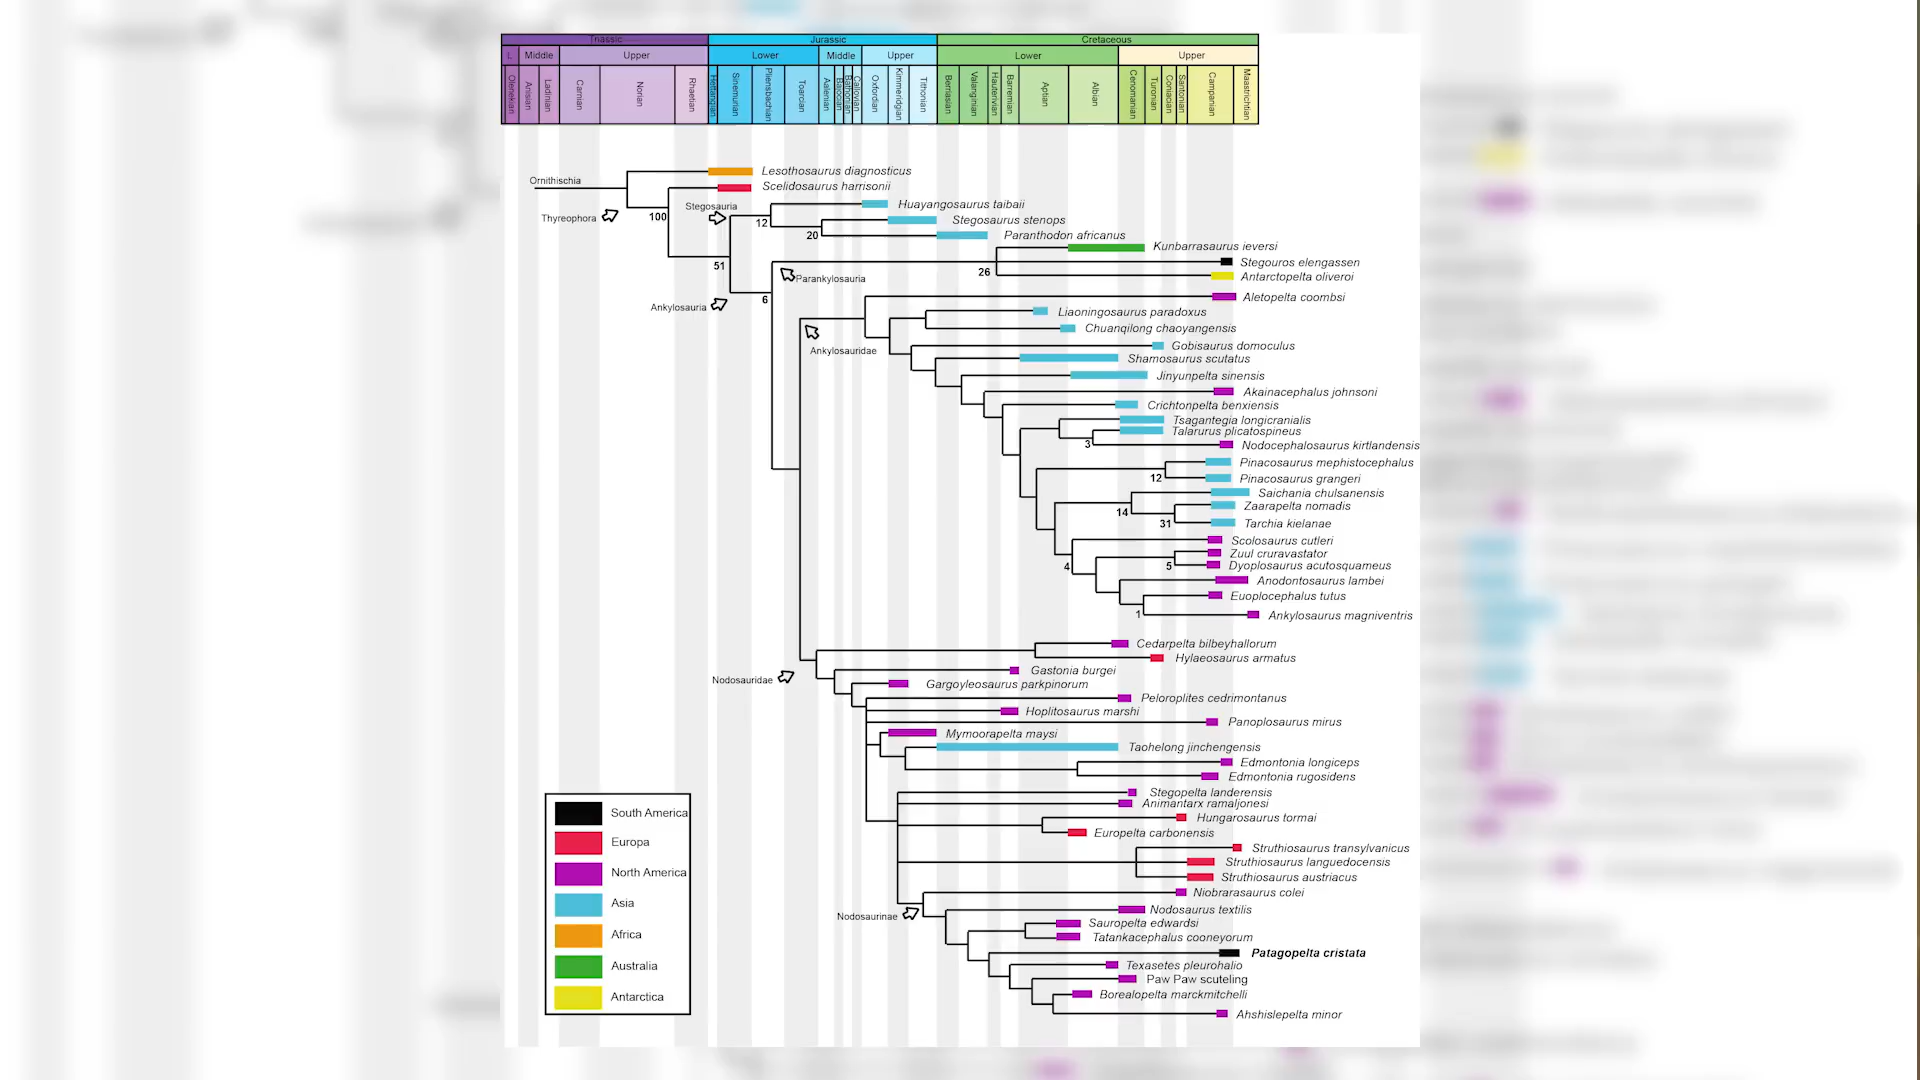 Triassic Jurassic Cretaceous
L Middle Upper Lower Middle Upper Lower Upper
Olenekian Anisian Ladinian Carnian Norian Rhaetian Hettangian Sinemurian Pliensbachian Toarcian Aalenian Bajocian Bathonian Callovian Oxfordian Kimmeridgian Tithonian Berriasian Valanginian Hauterivian Barremian Aptian Albian Cenomanian Turonian Coniacian Santonian Campanian Maastrichtian
Lesothosaurus diagnosticus
Ornithischia
Scelidosaurus harrisonii
Huayangosaurus taibaii
Stegosauria
Thyreophora
100
12
Stegosaurus stenops
20
Paranthodon africanus
Kunbarrasaurus ieversi
Stegouros elengassen
51
26
Antarctopelta oliveroi
Parankylosauria
6
Aletopelta coombsi
Ankylosauria
Liaoningosaurus paradoxus
Chuanqilong chaoyangensis
Gobisaurus domoculus
Ankylosauridae
Shamosaurus scutatus
Jinyunpelta sinensis
Akainacephalus johnsoni
Crichtonpelta benxiensis
Tsagantegia longicranialis
Talarurus plicatospineus
3
Nodocephalosaurus kirtlandensis
Pinacosaurus mephistocephalus
12
Pinacosaurus grangeri
Saichania chulsanensis
Zaarapelta nomadis
14
31
Tarchia kielanae
Scolosaurus cutleri
Zuul cruravastator
4
5
Dyoplosaurus acutosquameus
Anodontosaurus lambei
Euoplocephalus tutus
1
Ankylosaurus magniventris
Cedarpelta bilbeyhallorum
Hylaeosaurus armatus
Gastonia burgei
Nodosauridae
Gargoyleosaurus parkpinorum
Peloroplites cedrimontanus
Hoplitosaurus marshi
Panoplosaurus mirus
Mymoorapelta maysi
Taohelong jinchengensis
Edmontonia longiceps
Edmontonia rugosidens
Stegopelta landerensis
Animantarx ramaljonesi
Hungarosaurus tormai
Europelta carbonensis
Struthiosaurus transylvanicus
Struthiosaurus languedocensis
Struthiosaurus austriacus
Niobrarasaurus colei
Nodosaurinae
Nodosaurus textilis
Sauropelta edwardsi
Tatankacephalus cooneyorum
Patagopelta cristata
Texasetes pleurohalio
Paw Paw scuteling
Borealopelta marckmitchelli
Ahshislepelta minor
South America
Europa
North America
Asia
Africa
Australia
Antarctica